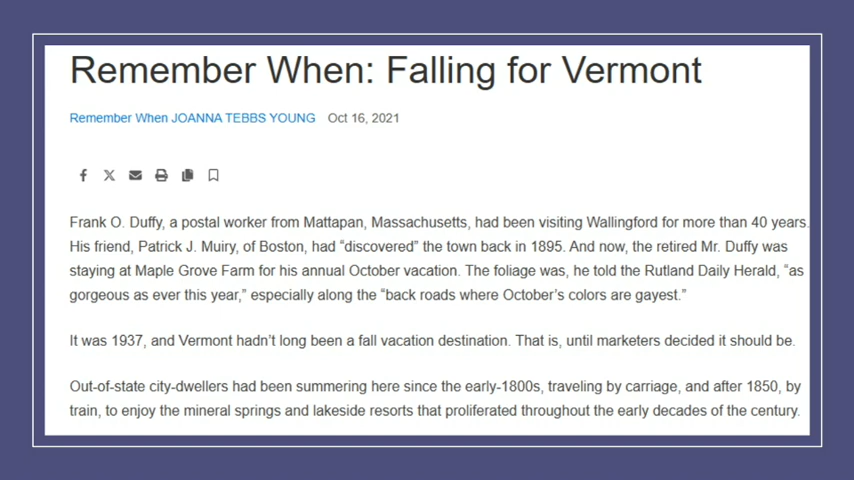 Remember When: Falling for Vermont
Remember When JOANNA TEBBS YOUNG Oct 16, 2021
Frank O. Duffy, a postal worker from Mattapan, Massachusetts, had been visiting Wallingford for more than 40 years.
His friend, Patrick J. Muiry, of Boston, had “discovered” the town back in 1895. And now, the retired Mr. Duffy was
staying at Maple Grove Farm for his annual October vacation. The foliage was, he told the Rutland Daily Herald, “as
gorgeous as ever this year,” especially along the “back roads where October’s colors are gayest.”
It was 1937, and Vermont hadn’t long been a fall vacation destination. That is, until marketers decided it should be.
Out-of-state city-dwellers had been summering here since the early-1800s, traveling by carriage, and after 1850, by
train, to enjoy the mineral springs and lakeside resorts that proliferated throughout the early decades of the century.